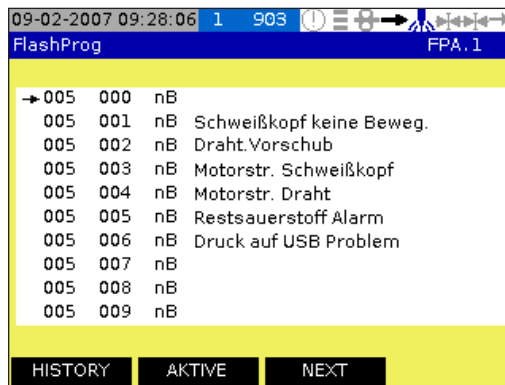 09-02-2007 09:28:06 1 903
FlashProg FPA.1
005 000 nB
005 001 nB Schweißkopf keine Beweg.
005 002 nB Draht.Vorschub
005 003 nB Motorstr. Schweißkopf
005 004 nB Motorstr. Draht
005 005 nB Restsauerstoff Alarm
005 006 nB Druck auf USB Problem
005 007 nB
005 008 nB
005 009 nB
HISTORY AKTIVE NEXT